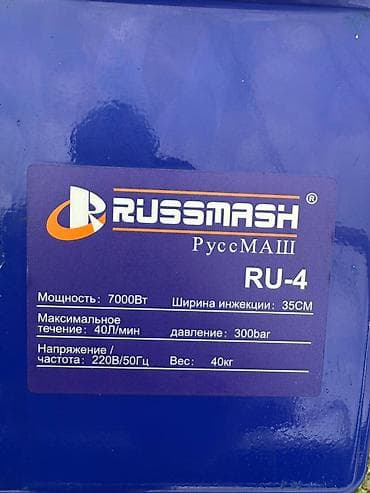 RUSSMASH ®
РуссМАШ
RU-4
Мощность: 7000Вт Ширина инжекции: 35СМ
Максимальное
течение: 40Л/мин давление: 300bar
Напряжение /
частота: 220В/50Гц Вес: 40кг